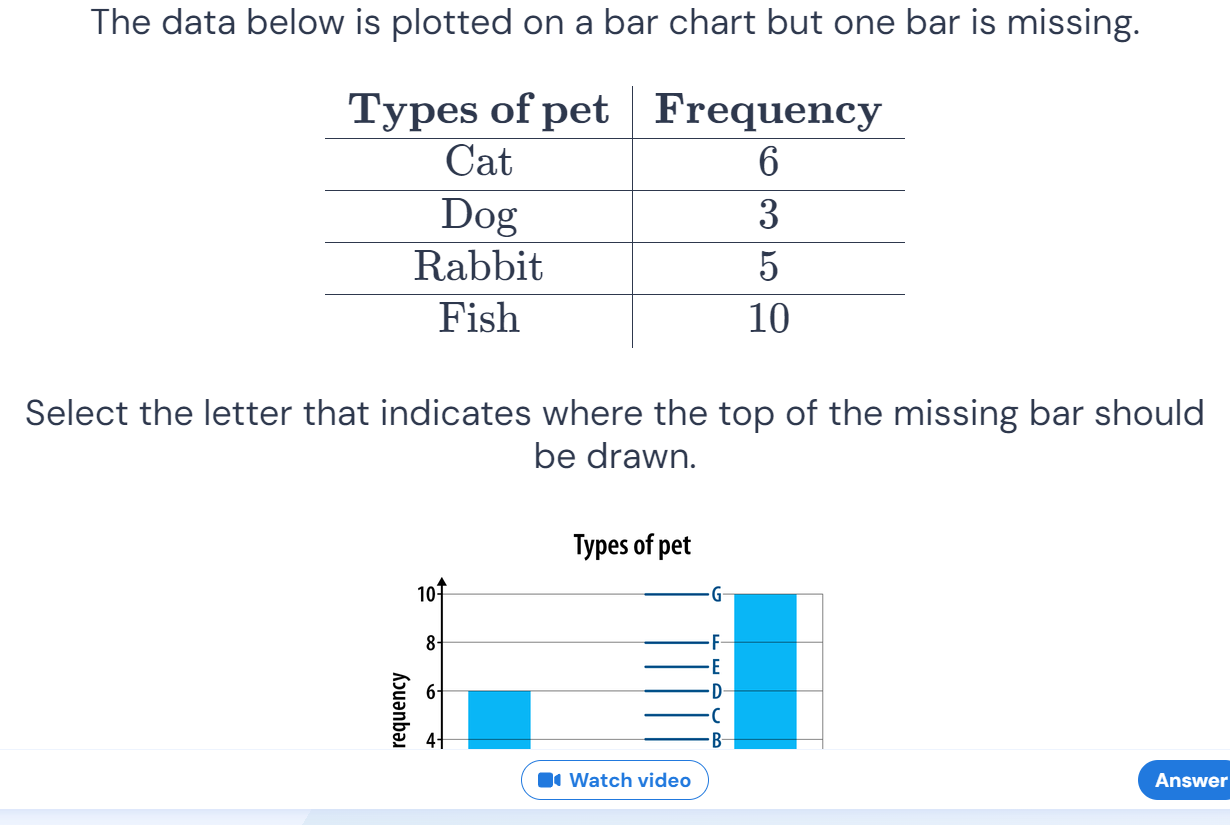 The data below is plotted on a bar chart but one bar is missing.
Types of pet Frequency
Cat 6
Dog 3
Rabbit 5
Fish 10
Select the letter that indicates where the top of the missing bar should
be drawn.
Types of pet
10
G
8
F
E
6
D
C
4
B
requency
Watch video
Answer